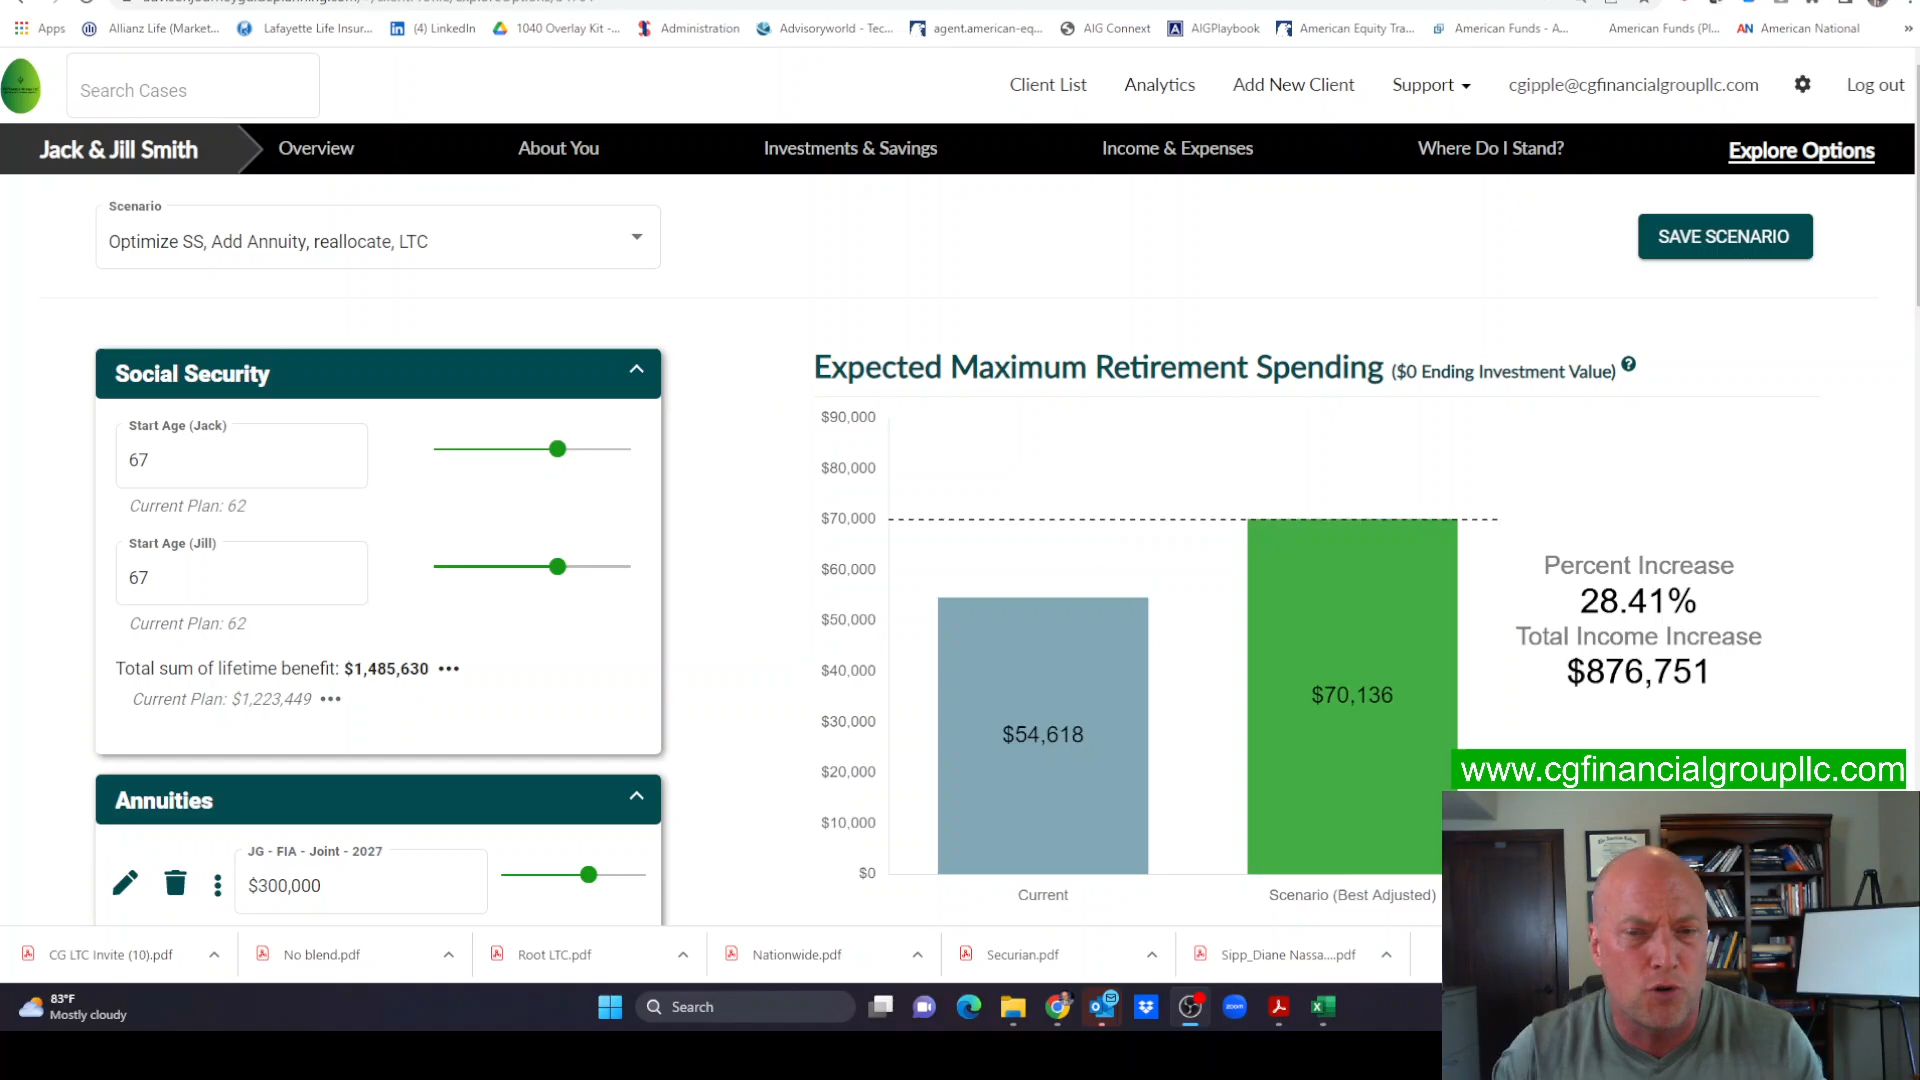 Apps
Allianz Life (Market...
Lafayette Life Insur...
(4) LinkedIn
1040 Overlay Kit -...
Administration
Advisoryworld - Tec...
agent.american-eq...
AIG Connext
AIGPlaybook
American Equity Tra...
American Funds - A...
American Funds (Pl...
American National
»
Search Cases
Client List
Analytics
Add New Client
Support
cgipple@cgfinancialgroupllc.com
Log out
Jack & Jill Smith
Overview
About You
Investments & Savings
Income & Expenses
Where Do I Stand?
Explore Options
Scenario
Optimize SS, Add Annuity, reallocate, LTC
SAVE SCENARIO
Social Security
Start Age (Jack)
67
Current Plan: 62
Start Age (Jill)
67
Current Plan: 62
Total sum of lifetime benefit: $1,485,630 •••
Current Plan: $1,223,449 •••
Annuities
JG - FIA - Joint - 2027
$300,000
Expected Maximum Retirement Spending ($0 Ending Investment Value)
$90,000
$80,000
$70,000
$60,000
$50,000
$40,000
$30,000
$20,000
$10,000
$0
$54,618
$70,136
Current
Scenario (Best Adjusted)
Percent Increase
28.41%
Total Income Increase
$876,751
www.cgfinancialgroupllc.com
CG LTC Invite (10).pdf
No blend.pdf
Root LTC.pdf
Nationwide.pdf
Securian.pdf
Sipp_Diane Nassa....pdf
83°F
Mostly cloudy
Search
zoom